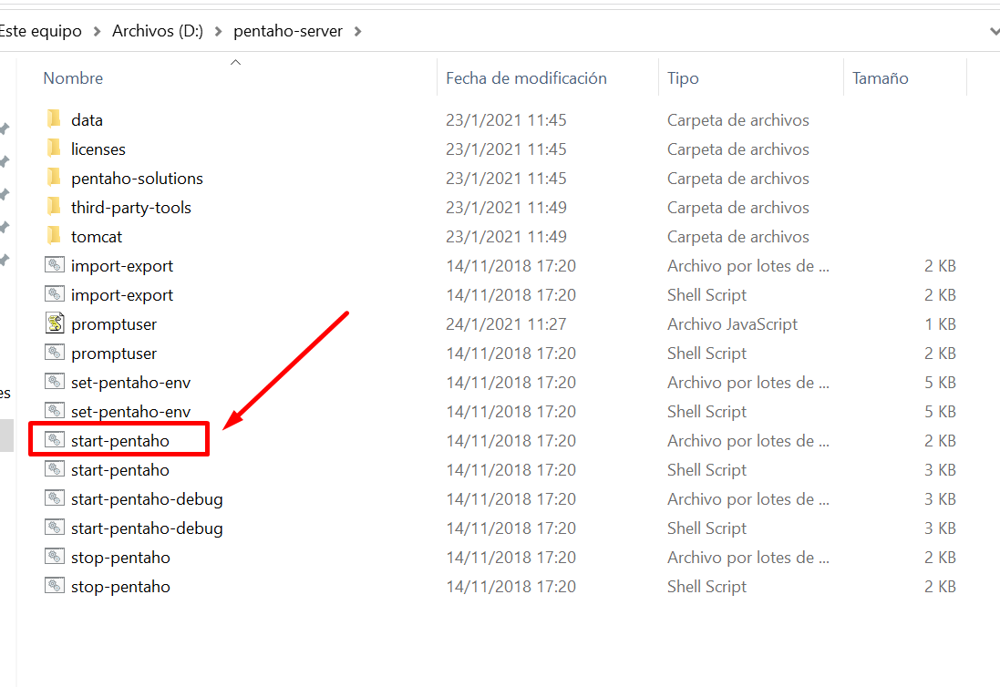 Este equipo > Archivos (D:) > pentaho-server >
Nombre Fecha de modificación Tipo Tamaño
data 23/1/2021 11:45 Carpeta de archivos
licenses 23/1/2021 11:45 Carpeta de archivos
pentaho-solutions 23/1/2021 11:45 Carpeta de archivos
third-party-tools 23/1/2021 11:49 Carpeta de archivos
tomcat 23/1/2021 11:49 Carpeta de archivos
import-export 14/11/2018 17:20 Archivo por lotes de ... 2 KB
import-export 14/11/2018 17:20 Shell Script 2 KB
promptuser 24/1/2021 11:27 Archivo JavaScript 1 KB
promptuser 14/11/2018 17:20 Shell Script 2 KB
set-pentaho-env 14/11/2018 17:20 Archivo por lotes de ... 5 KB
es
set-pentaho-env 14/11/2018 17:20 Shell Script 5 KB
start-pentaho 14/11/2018 17:20 Archivo por lotes de ... 2 KB
start-pentaho 14/11/2018 17:20 Shell Script 3 KB
start-pentaho-debug 14/11/2018 17:20 Archivo por lotes de ... 3 KB
start-pentaho-debug 14/11/2018 17:20 Shell Script 3 KB
stop-pentaho 14/11/2018 17:20 Archivo por lotes de ... 2 KB
stop-pentaho 14/11/2018 17:20 Shell Script 2 KB